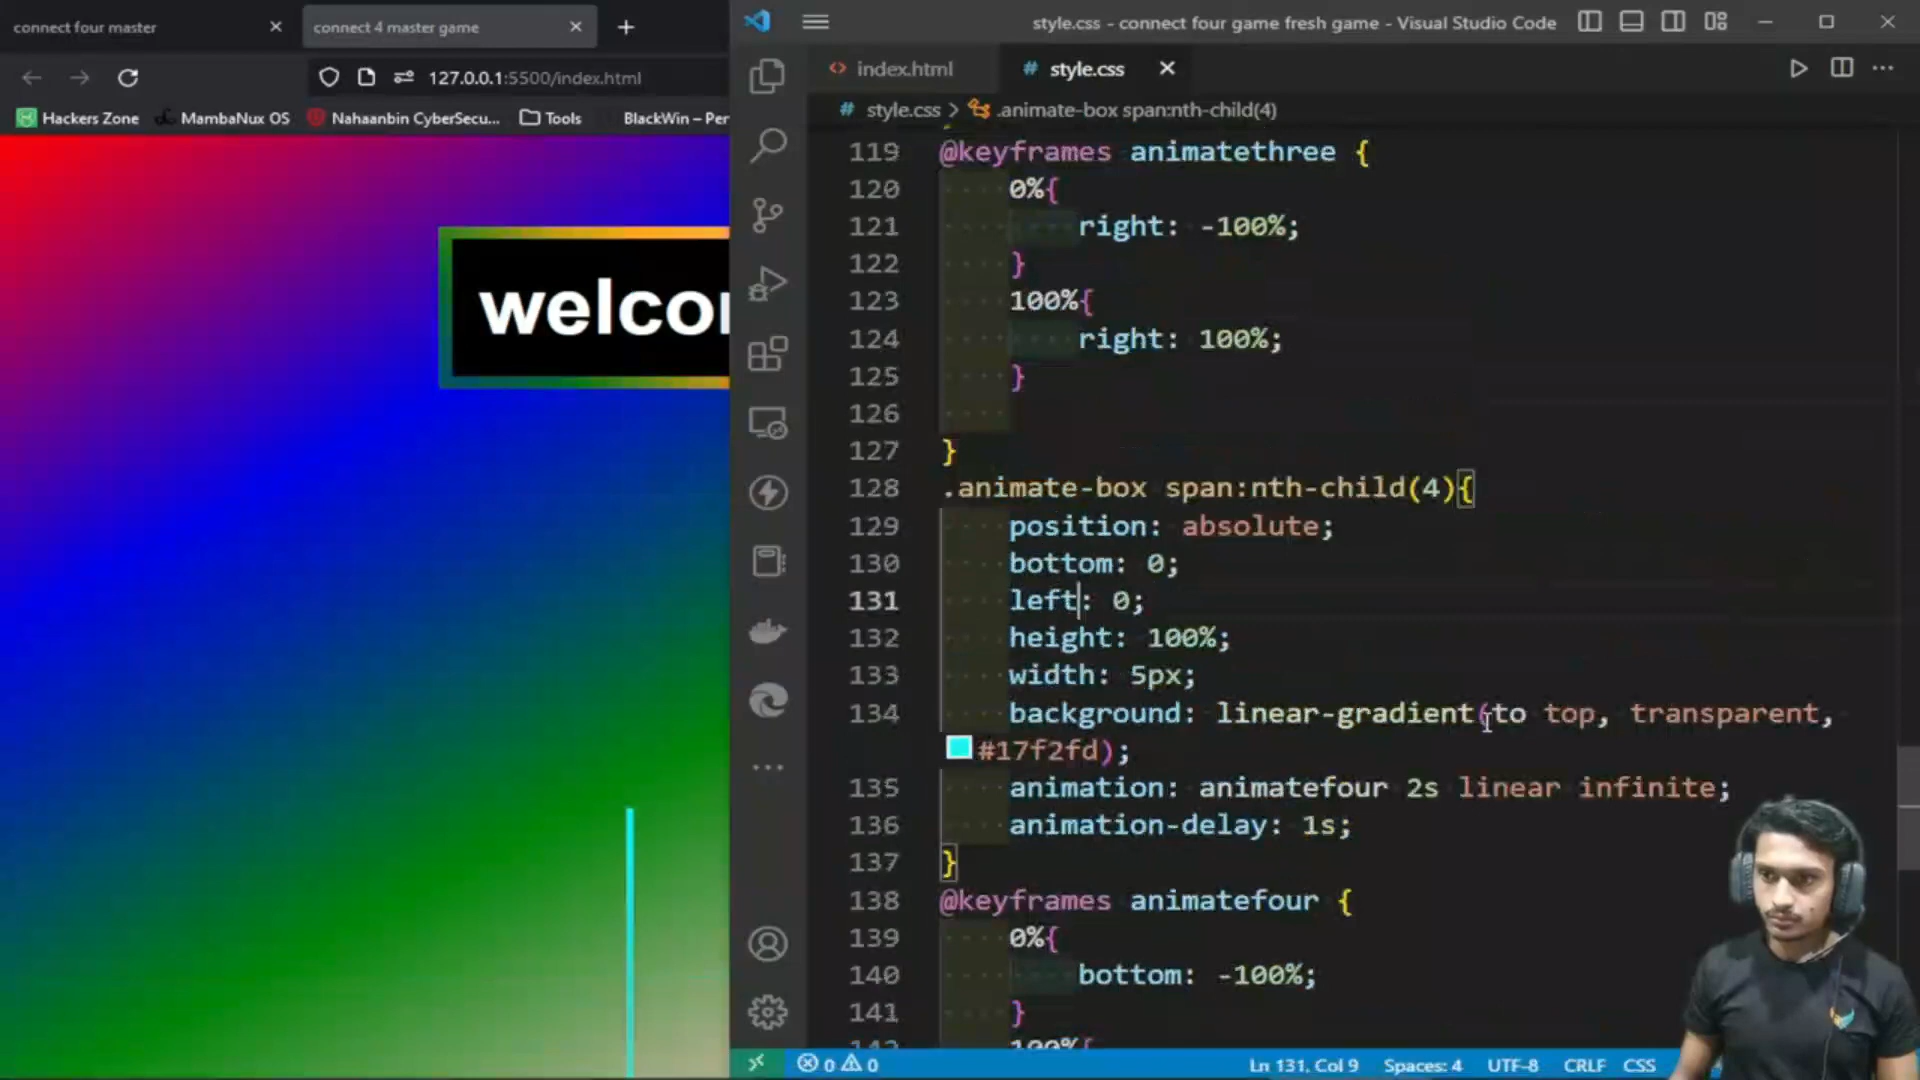 connect four master
connect 4 master game
style.css - connect four game fresh game - Visual Studio Code
127.0.0.1:5500/index.html
Hackers Zone
MambaNux OS
Nahaanbin CyberSecu...
Tools
BlackWin – Per
index.html
# style.css
# style.css > .animate-box span:nth-child(4)
welco
119 @keyframes animatethree {
120 0%{
121 right: -100%;
122 }
123 100%{
124 right: 100%;
125 }
126
127 }
128 .animate-box span:nth-child(4){
129 position: absolute;
130 bottom: 0;
131 left: 0;
132 height: 100%;
133 width: 5px;
134 background: linear-gradient(to top, transparent,
#17f2fd);
135 animation: animatefour 2s linear infinite;
136 animation-delay: 1s;
137 }
138 @keyframes animatefour {
139 0%{
140 bottom: -100%;
141 }
142 100%{
0 0
Ln 131, Col 9
Spaces: 4
UTF-8
CRLF
CSS